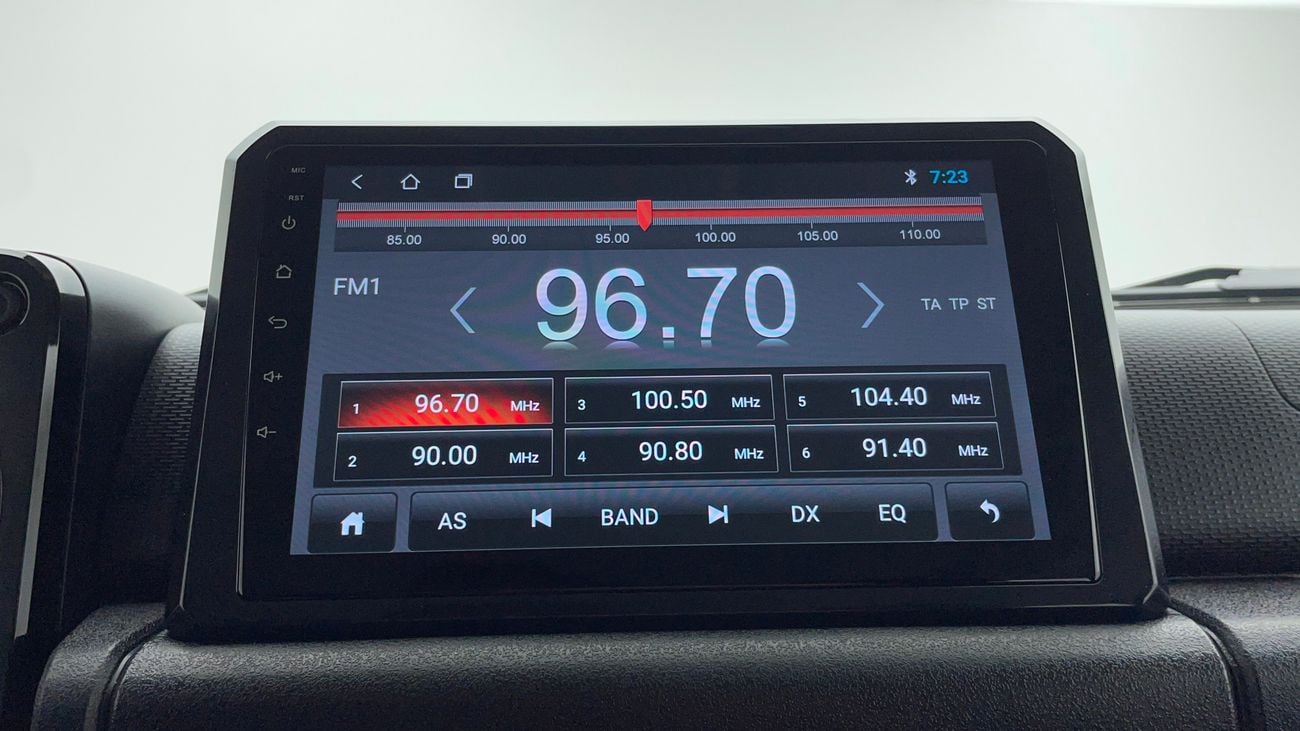 MIC
7:23
RST
85.00 90.00 95.00 100.00 105.00 110.00
FM1
96.70
TA TP ST
1 96.70 MHz 3 100.50 MHz 5 104.40 MHz
2 90.00 MHz 4 90.80 MHz 6 91.40 MHz
AS BAND DX EQ